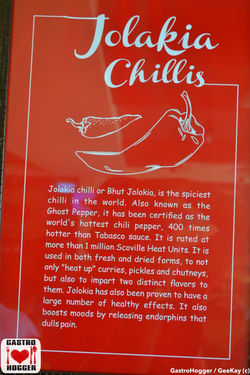 Jolakia
Chillis
Jolokia chilli or Bhut Jolokia, is the spiciest
chilli in the world. Also known as the
Ghost Pepper, it has been certified as the
world's hottest chili pepper, 400 times
hotter than Tabasco sauce. It is rated at
more than 1 million Scoville Heat Units. It is
used in both fresh and dried forms, to not
only "heat up" curries, pickles and chutneys,
but also to impart two distinct flavors to
them. Jolokia has also been proven to have a
large number of healthy effects. It also
boosts moods by releasing endorphins that
dulls pain.
GASTRO
HOGGER
GastroHogger / GeeKay (c)